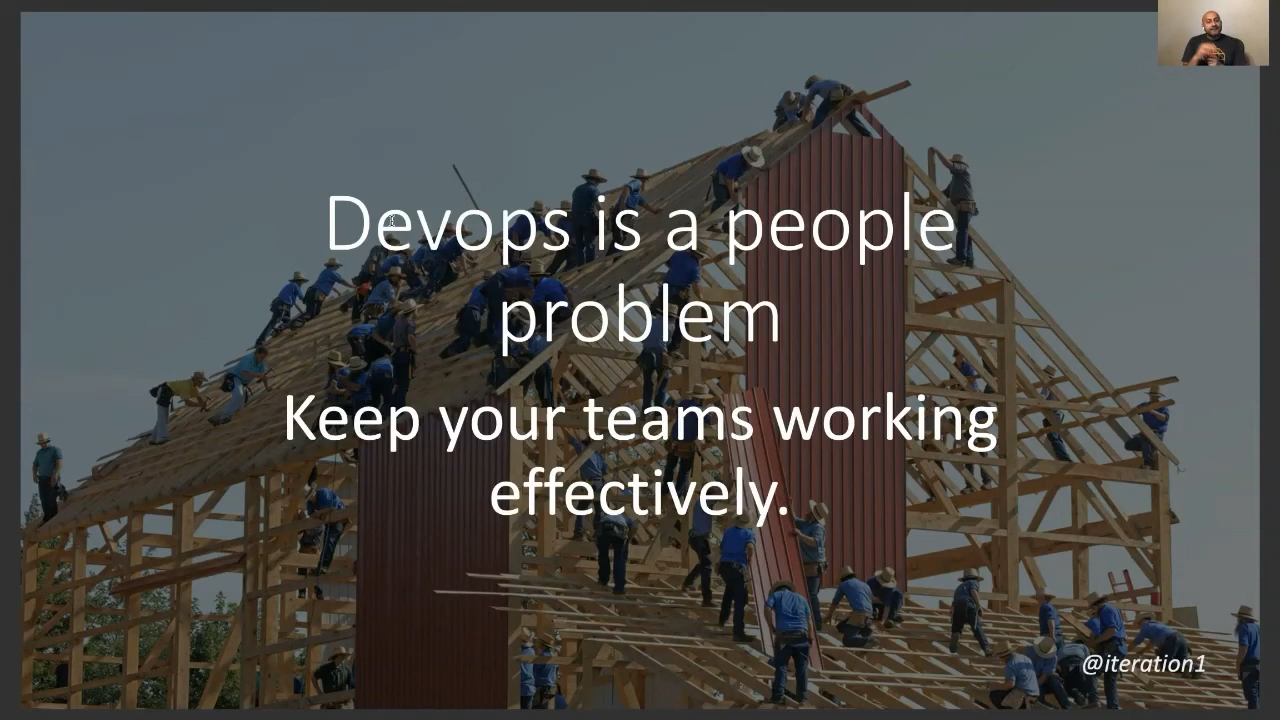 Devops is a people
problem
Keep your teams working
effectively.
@iteration1